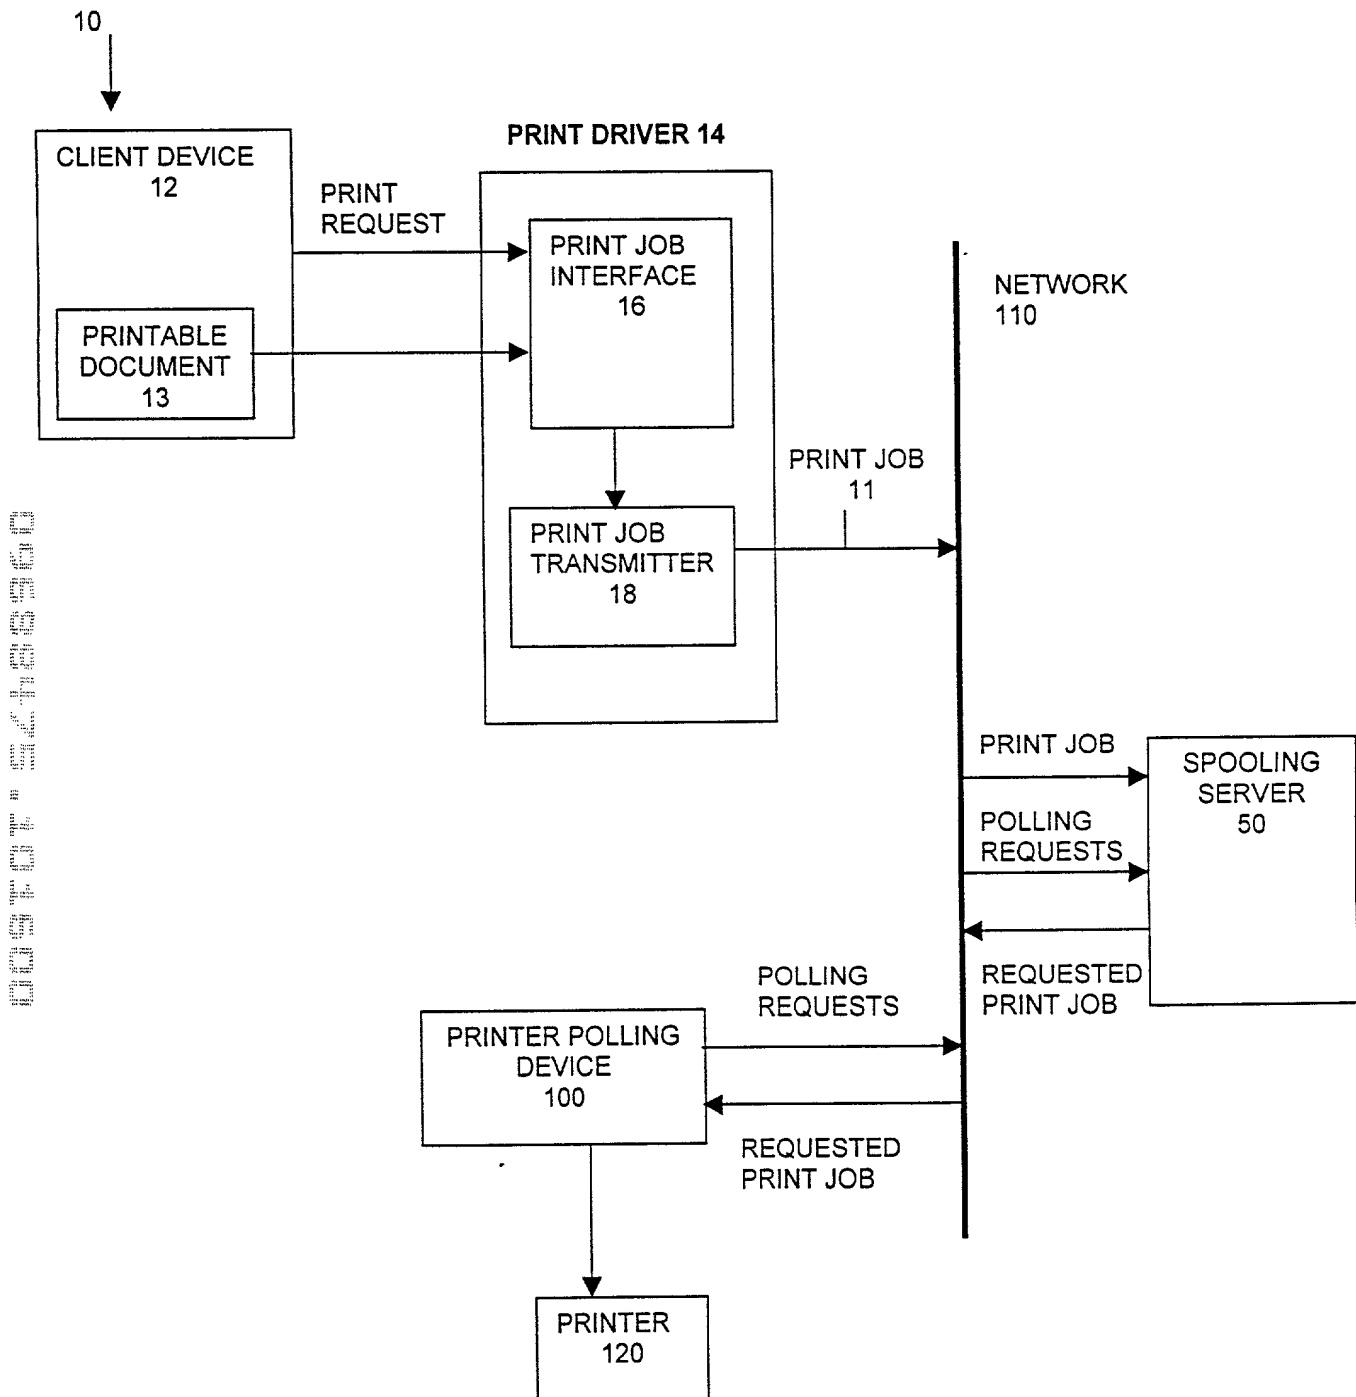 10
CLIENT DEVICE
12
PRINTABLE
DOCUMENT
13
PRINT
REQUEST
PRINT DRIVER 14
PRINT JOB
INTERFACE
16
PRINT JOB
TRANSMITTER
18
PRINT JOB
11
NETWORK
110
PRINT JOB
POLLING
REQUESTS
SPOOLING
SERVER
50
REQUESTED
PRINT JOB
POLLING
REQUESTS
PRINTER POLLING
DEVICE
100
REQUESTED
PRINT JOB
PRINTER
120